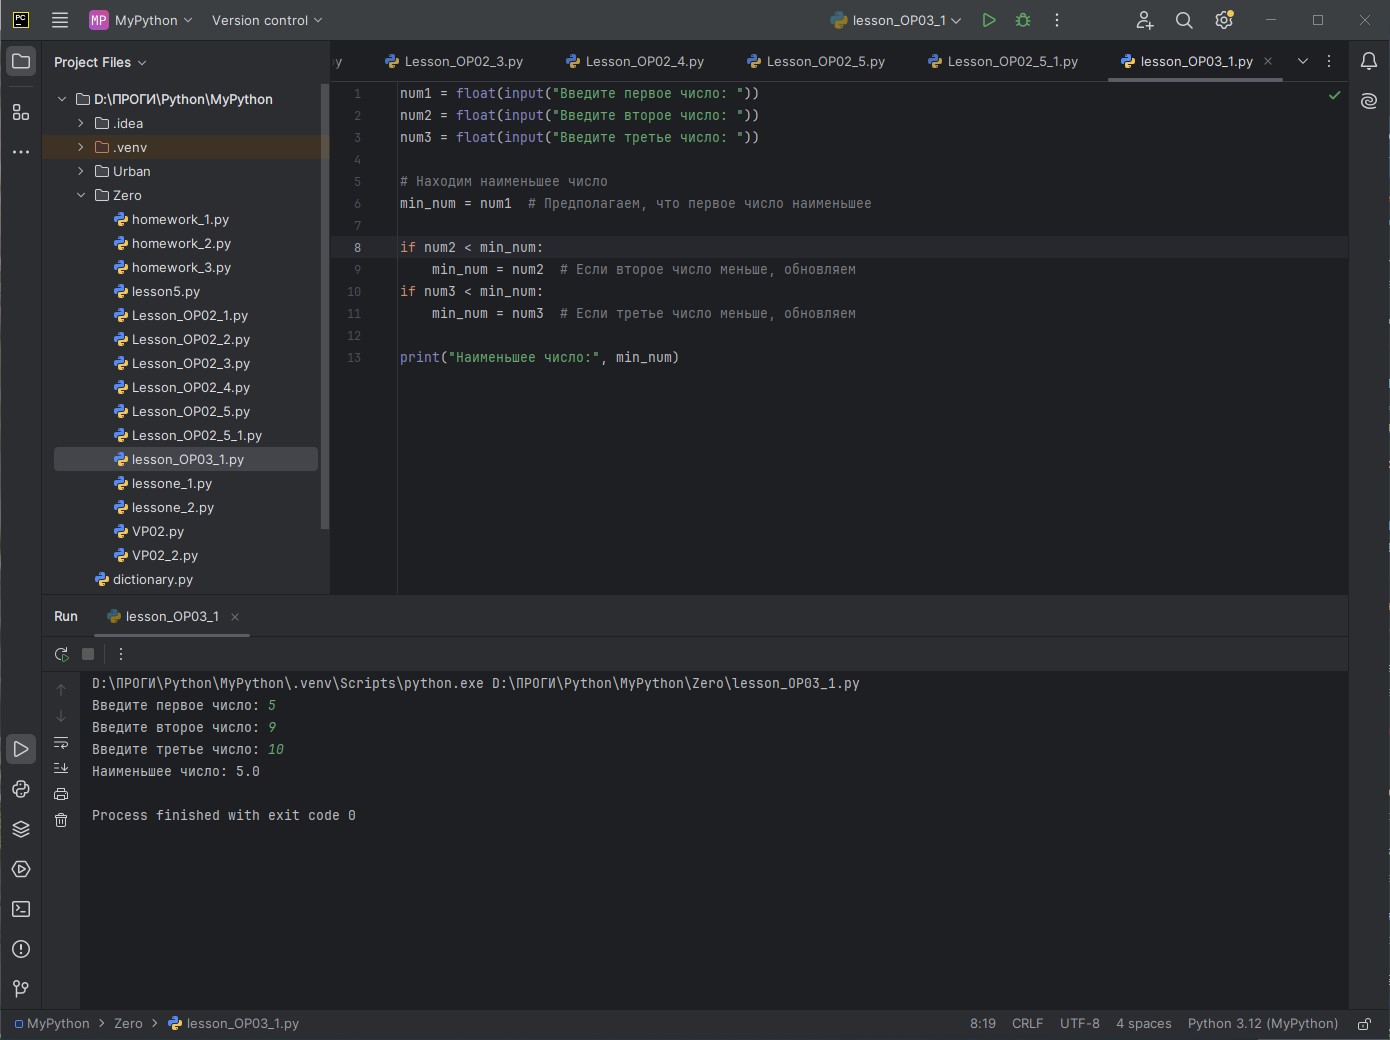 PC
MP MyPython Version control lesson_OP03_1
Project Files
y Lesson_OP02_3.py Lesson_OP02_4.py Lesson_OP02_5.py Lesson_OP02_5_1.py lesson_OP03_1.py
D:\ПРОГИ\Python\MyPython
.idea
.venv
Urban
Zero
homework_1.py
homework_2.py
homework_3.py
lesson5.py
Lesson_OP02_1.py
Lesson_OP02_2.py
Lesson_OP02_3.py
Lesson_OP02_4.py
Lesson_OP02_5.py
Lesson_OP02_5_1.py
lesson_OP03_1.py
lessone_1.py
lessone_2.py
VP02.py
VP02_2.py
dictionary.py
1 num1 = float(input("Введите первое число: "))
2 num2 = float(input("Введите второе число: "))
3 num3 = float(input("Введите третье число: "))
4
5 # Находим наименьшее число
6 min_num = num1  # Предполагаем, что первое число наименьшее
7
8 if num2 < min_num:
9     min_num = num2  # Если второе число меньше, обновляем
10 if num3 < min_num:
11     min_num = num3  # Если третье число меньше, обновляем
12
13 print("Наименьшее число:", min_num)
Run lesson_OP03_1
D:\ПРОГИ\Python\MyPython\.venv\Scripts\python.exe D:\ПРОГИ\Python\MyPython\Zero\lesson_OP03_1.py
Введите первое число: 5
Введите второе число: 9
Введите третье число: 10
Наименьшее число: 5.0
Process finished with exit code 0
MyPython > Zero > lesson_OP03_1.py 8:19 CRLF UTF-8 4 spaces Python 3.12 (MyPython)